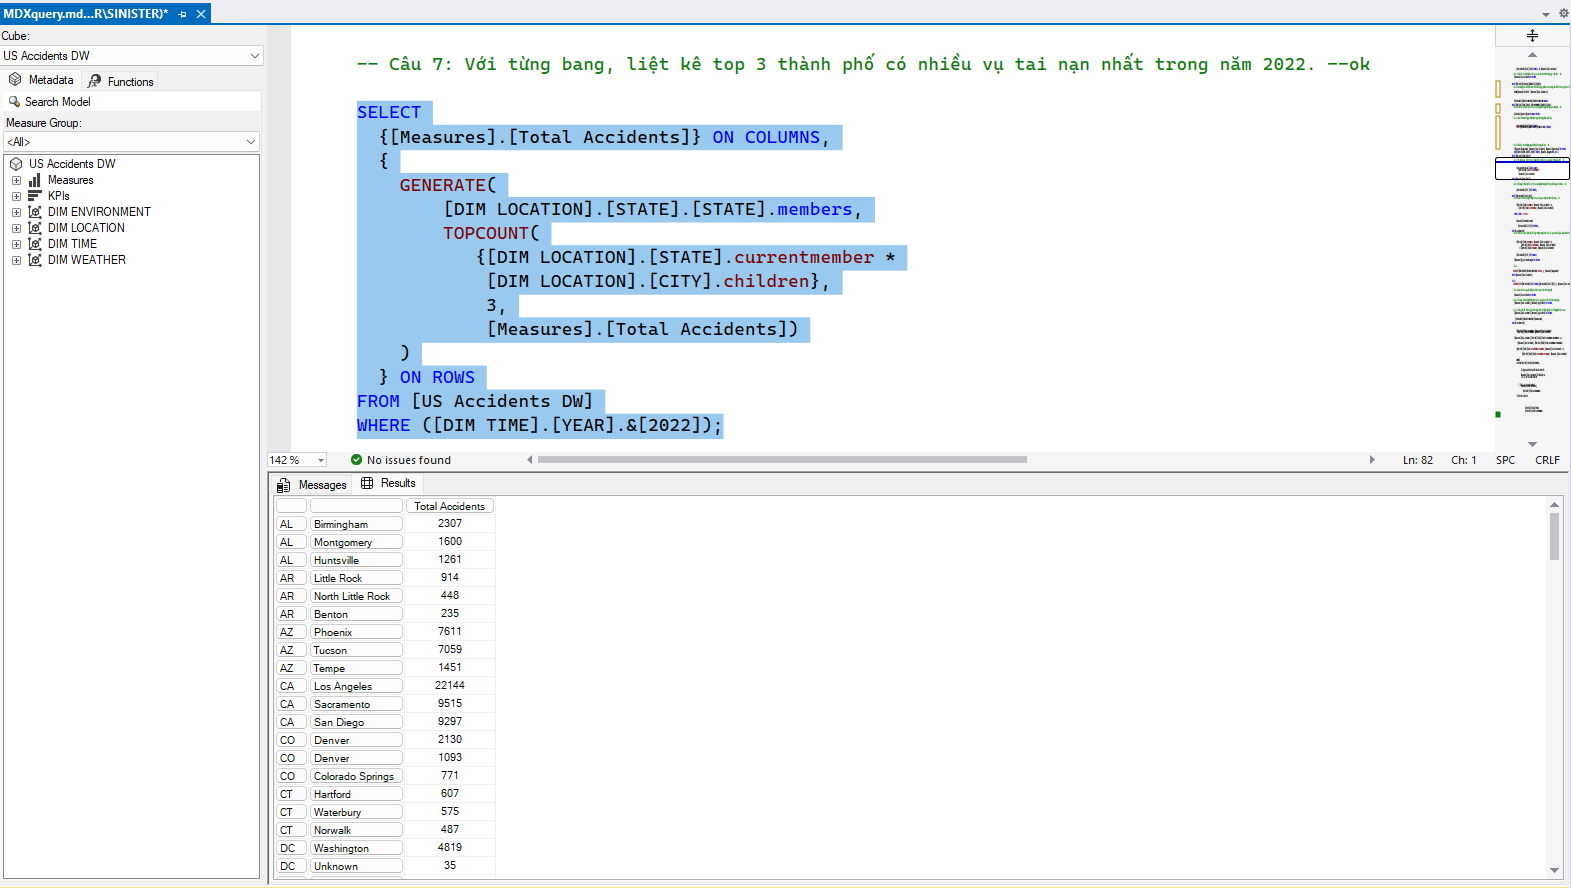 MDXquery.md...R\SINISTER)*
Cube:
US Accidents DW
Metadata
Functions
Search Model
Measure Group:
<All>
US Accidents DW
Measures
KPIs
DIM ENVIRONMENT
DIM LOCATION
DIM TIME
DIM WEATHER
-- Câu 7: Với từng bang, liệt kê top 3 thành phố có nhiều vụ tai nạn nhất trong năm 2022. --ok
SELECT
{[Measures].[Total Accidents]} ON COLUMNS,
{
GENERATE(
[DIM LOCATION].[STATE].[STATE].members,
TOPCOUNT(
{[DIM LOCATION].[STATE].currentmember *
[DIM LOCATION].[CITY].children},
3,
[Measures].[Total Accidents])
)
} ON ROWS
FROM [US Accidents DW]
WHERE ([DIM TIME].[YEAR].&[2022]);
142 %
No issues found
Ln: 82
Ch: 1
SPC
CRLF
Messages
Results
Total Accidents
AL Birmingham 2307
AL Montgomery 1600
AL Huntsville 1261
AR Little Rock 914
AR North Little Rock 448
AR Benton 235
AZ Phoenix 7611
AZ Tucson 7059
AZ Tempe 1451
CA Los Angeles 22144
CA Sacramento 9515
CA San Diego 9297
CO Denver 2130
CO Denver 1093
CO Colorado Springs 771
CT Hartford 607
CT Waterbury 575
CT Norwalk 487
DC Washington 4819
DC Unknown 35